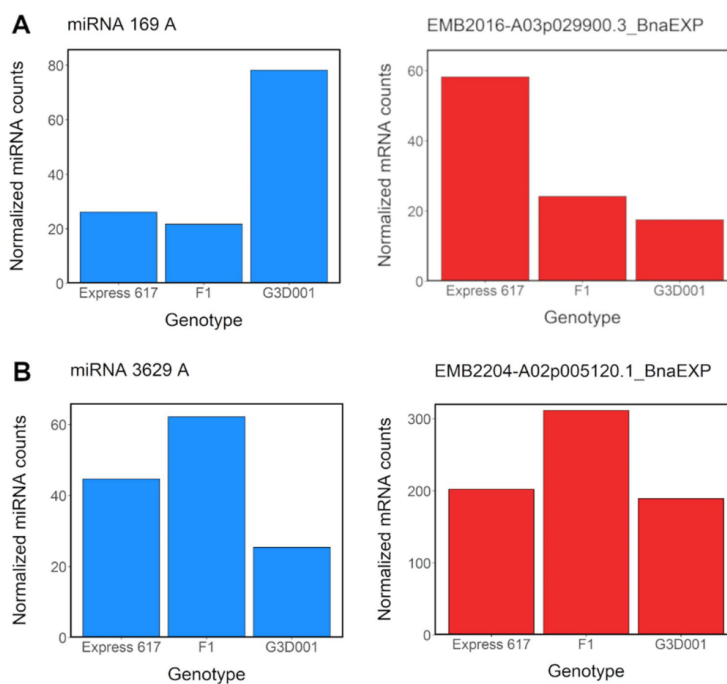 A
miRNA 169 A
Normalized miRNA counts
80
60
40
20
0
Express 617 F1 G3D001
Genotype
EMB2016-A03p029900.3_BnaEXP
Normalized mRNA counts
60
40
20
0
Express 617 F1 G3D001
Genotype
B
miRNA 3629 A
Normalized miRNA counts
60
40
20
0
Express 617 F1 G3D001
Genotype
EMB2204-A02p005120.1_BnaEXP
Normalized mRNA counts
300
200
100
0
Express 617 F1 G3D001
Genotype